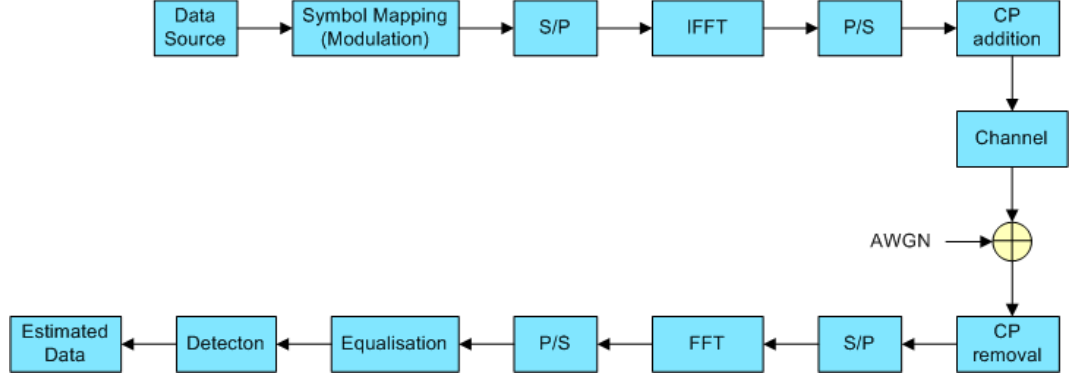 Data
Source
Symbol Mapping
(Modulation)
S/P
IFFT
P/S
CP
addition
Channel
AWGN
Estimated
Data
Detecton
Equalisation
P/S
FFT
S/P
CP
removal